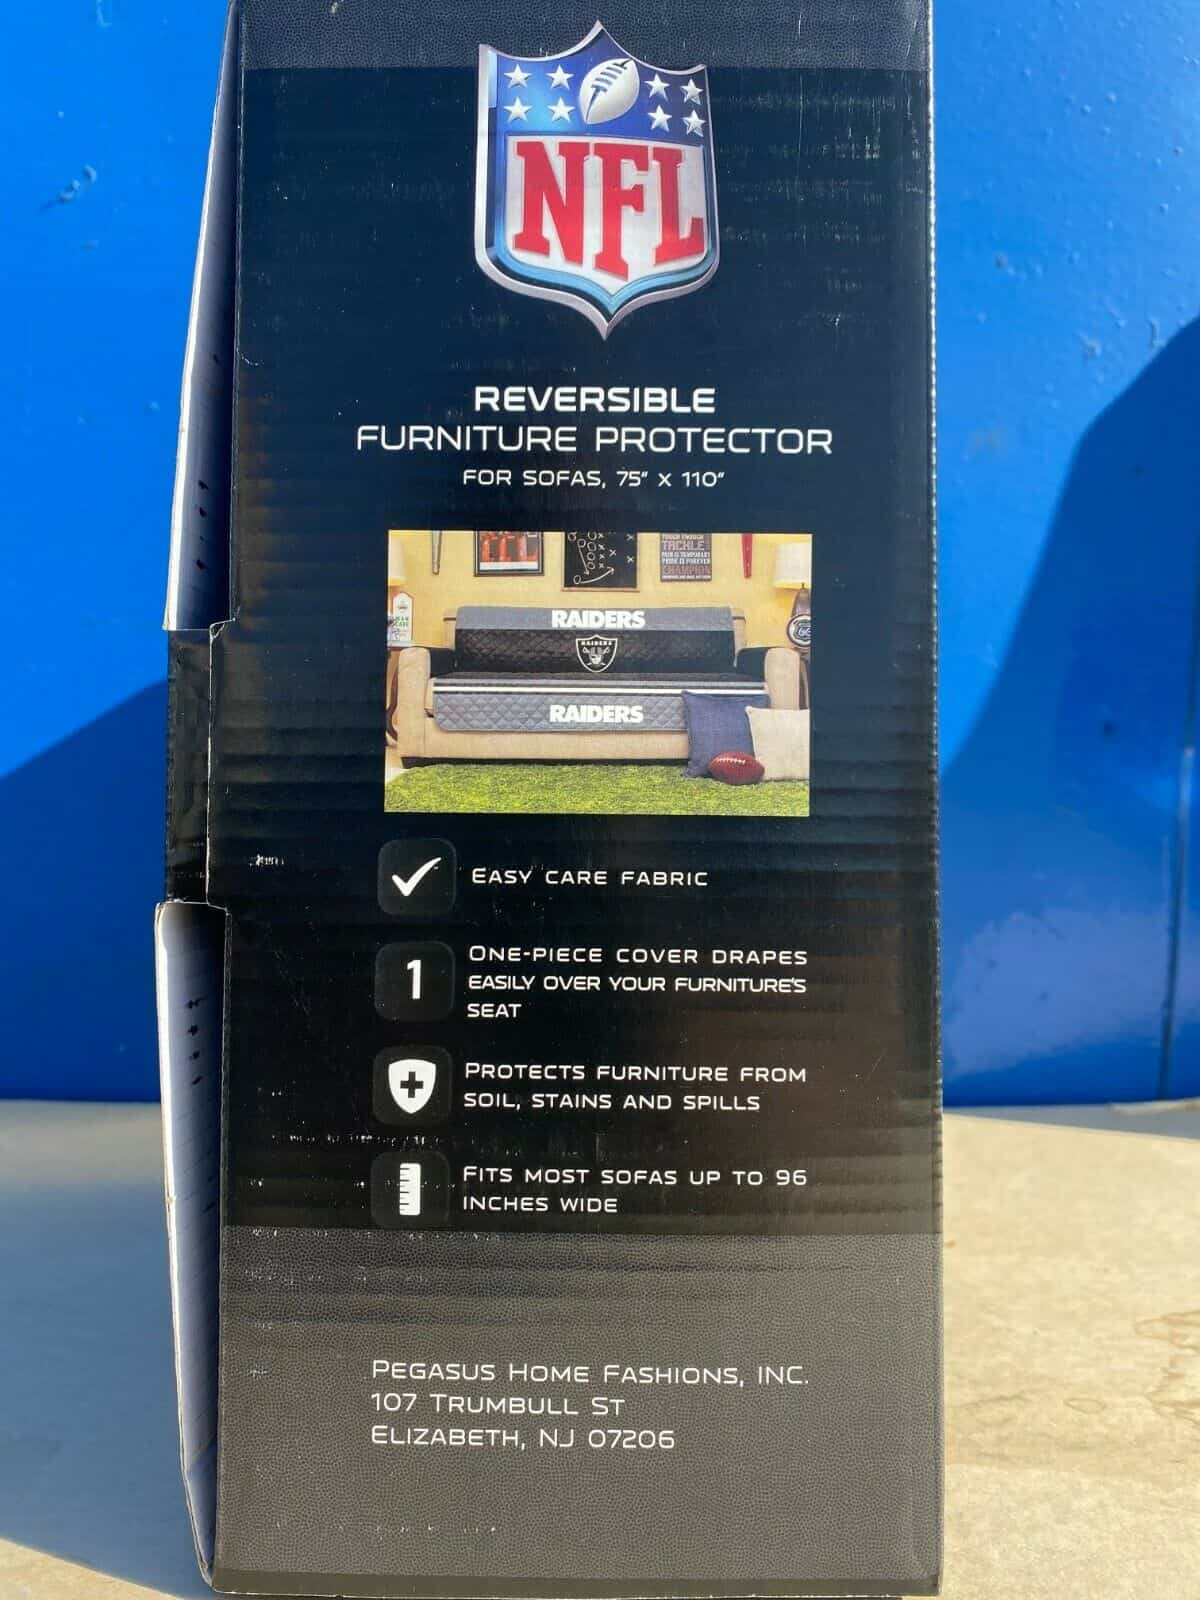 NFL
REVERSIBLE
FURNITURE PROTECTOR
FOR SOFAS, 75" X 110"
TACKLE
CHAMPION
RAIDERS
RAIDERS
RAIDERS
EASY CARE FABRIC
1
ONE-PIECE COVER DRAPES
EASILY OVER YOUR FURNITURE'S
SEAT
PROTECTS FURNITURE FROM
SOIL, STAINS AND SPILLS
FITS MOST SOFAS UP TO 96
INCHES WIDE
PEGASUS HOME FASHIONS, INC.
107 TRUMBULL ST
ELIZABETH, NJ 07206